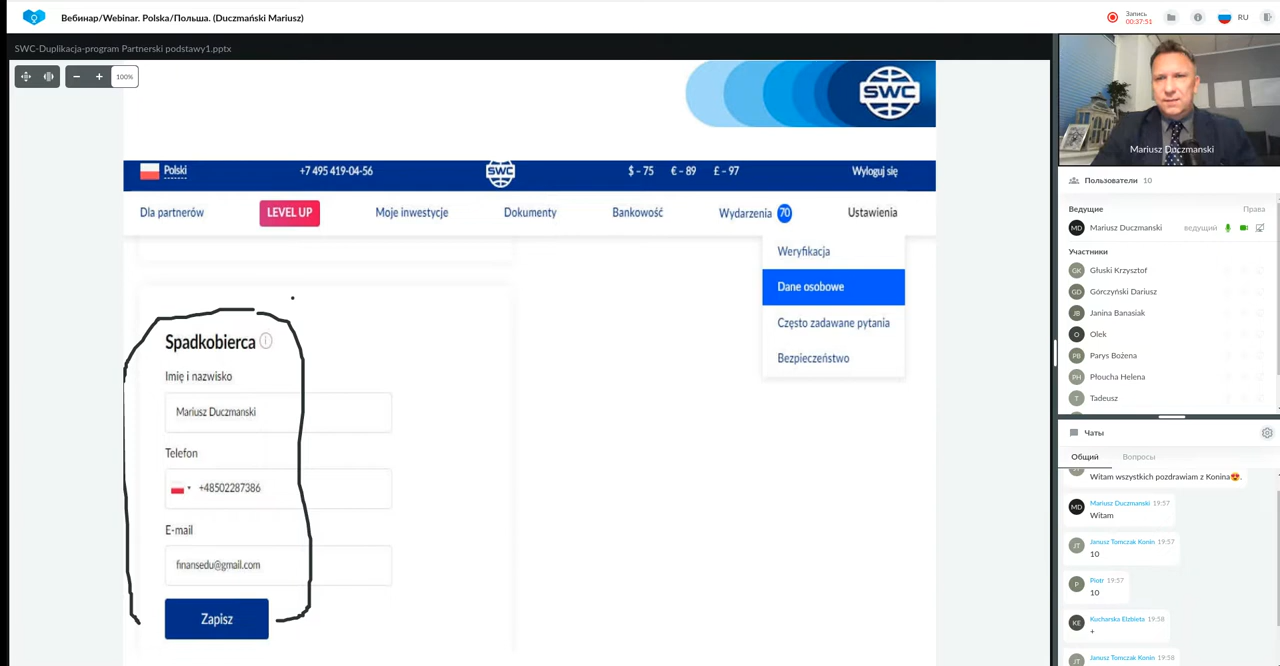 Вебинар/Webinar. Polska/Польша. (Duczmański Mariusz)
Запись
00:37:51
RU
SWC-Duplikacja-program Partnerski podstawy1.pptx
100%
SWC
Polski
+7 495 419-04-56
SWC
$ - 75 € - 89 £ - 97
Wyloguj się
Dla partnerów
LEVEL UP
Moje inwestycje
Dokumenty
Bankowość
Wydarzenia 70
Ustawienia
Weryfikacja
Dane osobowe
Często zadawane pytania
Bezpieczeństwo
Spadkobierca
Imię i nazwisko
Mariusz Duczmanski
Telefon
+48502287386
E-mail
finansedu@gmail.com
Zapisz
Mariusz Duczmanski
Пользователи 10
Ведущие Права
MD Mariusz Duczmanski ведущий
Участники
GK Głuski Krzysztof
GD Górczyński Dariusz
JB Janina Banasiak
O Olek
PB Parys Bożena
PH Płoucha Helena
T Tadeusz
Чаты
Общий Вопросы
Witam wszystkich pozdrawiam z Konina😍.
MD Mariusz Duczmanski 19:57
Witam
JT Janusz Tomczak Konin 19:57
10
P Piotr 19:57
10
KE Kucharska Elzbieta 19:58
+
JT Janusz Tomczak Konin 19:58